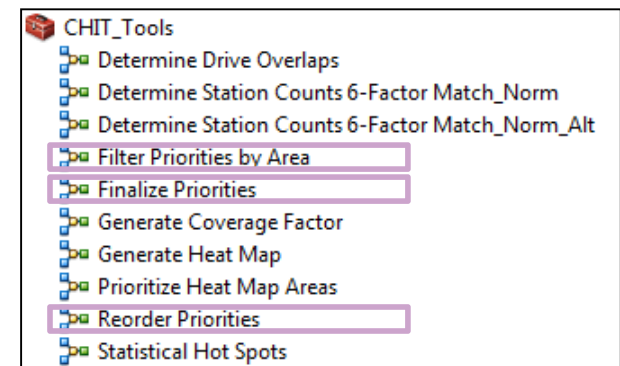 CHIT_Tools
Determine Drive Overlaps
Determine Station Counts 6-Factor Match_Norm
Determine Station Counts 6-Factor Match_Norm_Alt
Filter Priorities by Area
Finalize Priorities
Generate Coverage Factor
Generate Heat Map
Prioritize Heat Map Areas
Reorder Priorities
Statistical Hot Spots